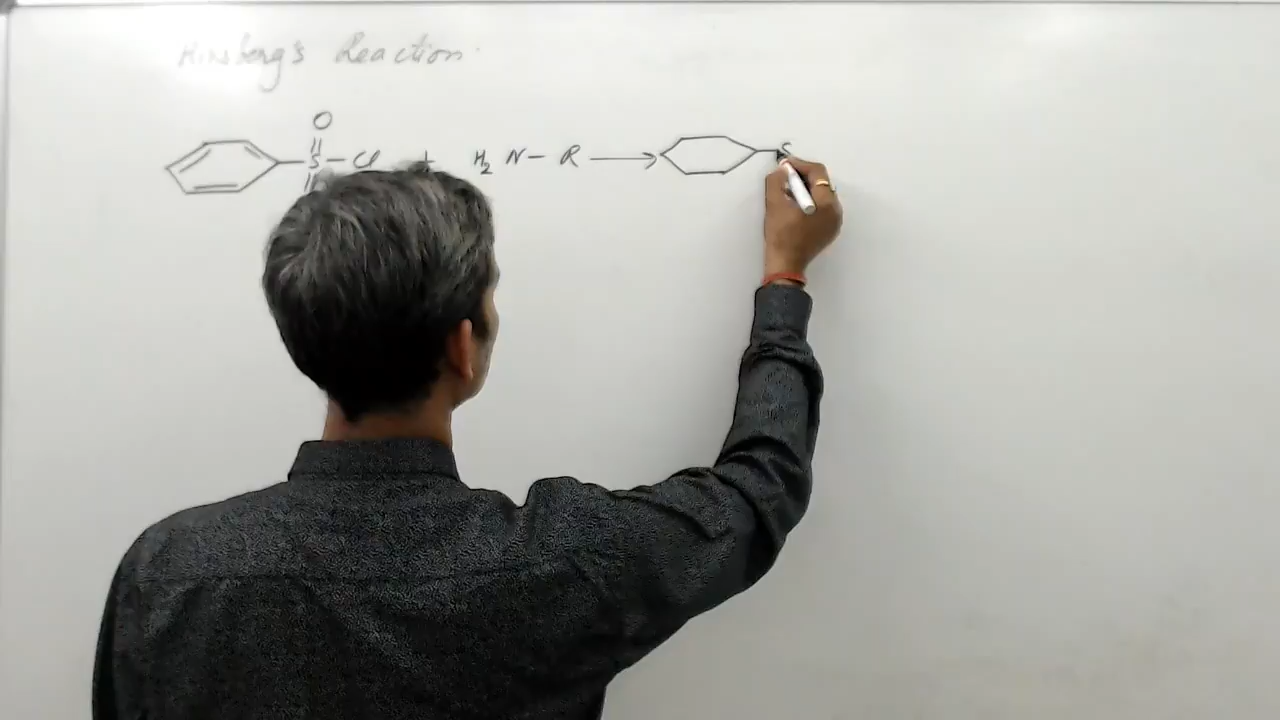 Hinsberg's Reaction
O
S - Cl + H₂N - R ⟶ S